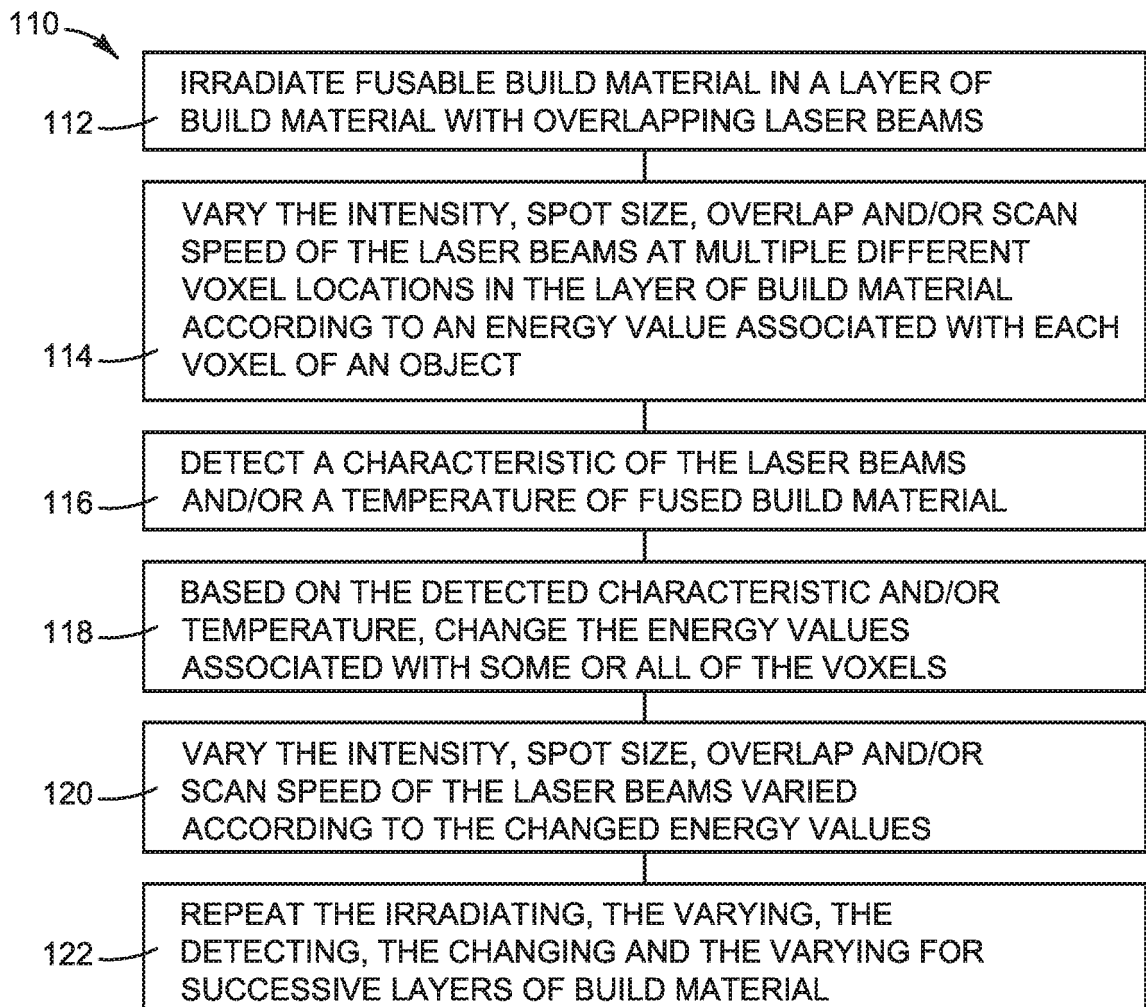 110
IRRADIATE FUSABLE BUILD MATERIAL IN A LAYER OF
112
BUILD MATERIAL WITH OVERLAPPING LASER BEAMS
VARY THE INTENSITY, SPOT SIZE, OVERLAP AND/OR SCAN
SPEED OF THE LASER BEAMS AT MULTIPLE DIFFERENT
VOXEL LOCATIONS IN THE LAYER OF BUILD MATERIAL
ACCORDING TO AN ENERGY VALUE ASSOCIATED WITH EACH
114
VOXEL OF AN OBJECT
DETECT A CHARACTERISTIC OF THE LASER BEAMS
116
AND/OR A TEMPERATURE OF FUSED BUILD MATERIAL
BASED ON THE DETECTED CHARACTERISTIC AND/OR
118
TEMPERATURE, CHANGE THE ENERGY VALUES
ASSOCIATED WITH SOME OR ALL OF THE VOXELS
VARY THE INTENSITY, SPOT SIZE, OVERLAP AND/OR
120
SCAN SPEED OF THE LASER BEAMS VARIED
ACCORDING TO THE CHANGED ENERGY VALUES
REPEAT THE IRRADIATING, THE VARYING, THE
122
DETECTING, THE CHANGING AND THE VARYING FOR
SUCCESSIVE LAYERS OF BUILD MATERIAL